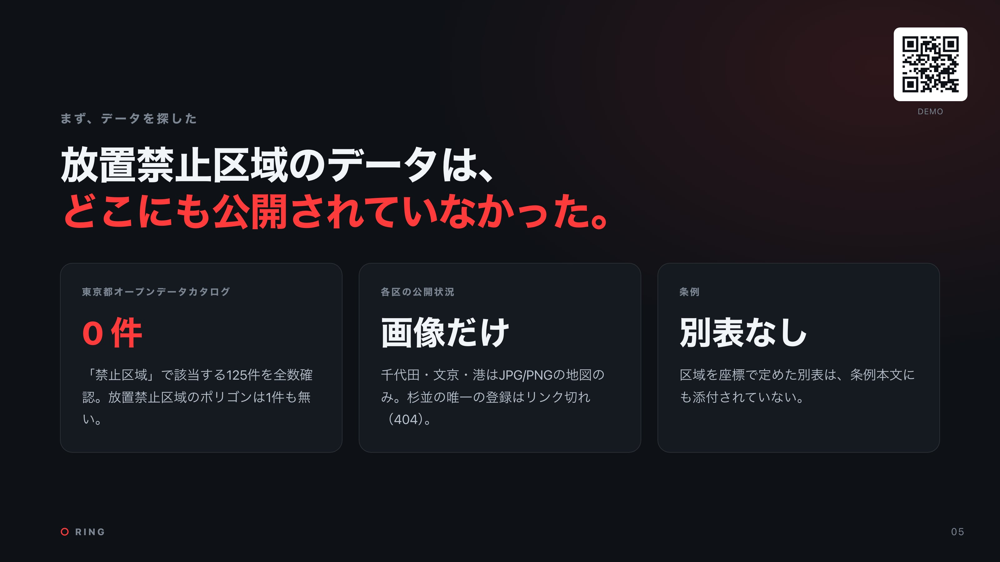 DEMO
まず、データを探した
放置禁止区域のデータは、
どこにも公開されていなかった。
東京都オープンデータカタログ
0 件
「禁止区域」で該当する125件を全数確
認。放置禁止区域のポリゴンは1件も無
い。
各区の公開状況
画像だけ
千代田・文京・港はJPG/PNGの地図の
み。杉並の唯一の登録はリンク切れ
（404）。
条例
別表なし
区域を座標で定めた別表は、条例本文に
も添付されていない。
RING
05